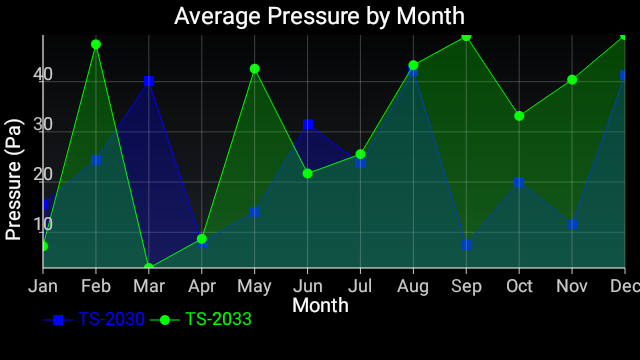 Average Pressure by Month
Pressure (Pa)
40
30
20
10
Jan Feb Mar Apr May Jun Jul Aug Sep Oct Nov Dec
Month
TS-2030 TS-2033